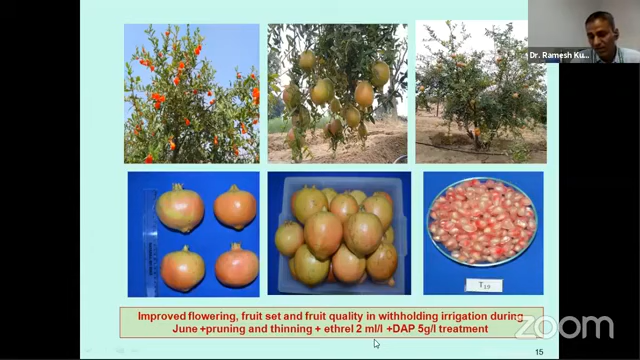 Dr. Ramesh Ku...
T19
Improved flowering, fruit set and fruit quality in withholding irrigation during
June +pruning and thinning + ethrel 2 ml/l +DAP 5g/l treatment
zoom
15